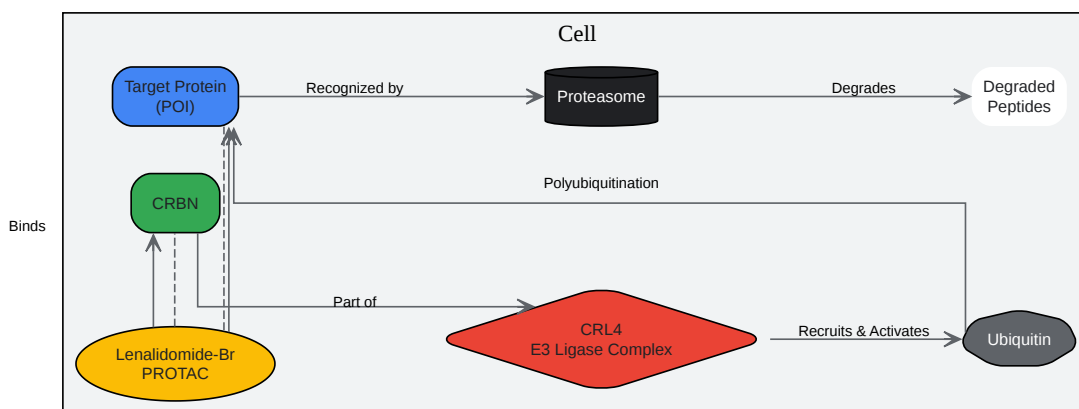 Cell
Target Protein
(POI)
Recognized by
Proteasome
Degrades
Degraded
Peptides
CRBN
Polyubiquitination
Binds
Part of
Lenalidomide-Br
PROTAC
CRL4
E3 Ligase Complex
Recruits & Activates
Ubiquitin